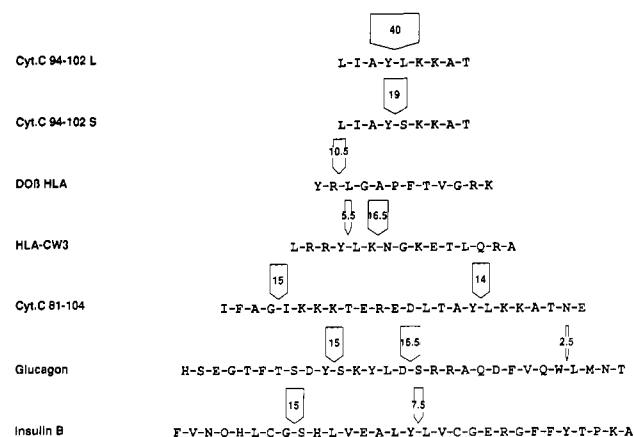 40
Cyt.C 94-102 L L-I-A-Y-L-K-K-A-T
19
Cyt.C 94-102 S L-I-A-Y-S-K-K-A-T
10.5
DOß HLA Y-R-L-G-A-P-F-T-V-G-R-K
5.5 16.5
HLA-CW3 L-R-R-Y-L-K-N-G-K-E-T-L-Q-R-A
15 14
Cyt.C 81-104 I-F-A-G-I-K-K-K-T-E-R-E-D-L-T-A-Y-L-K-K-A-T-N-E
15 15.5 2.5
Glucagon H-S-E-G-T-F-T-S-D-Y-S-K-Y-L-D-S-R-R-A-Q-D-F-V-Q-W-L-M-N-T
15 7.5
Insulin B F-V-N-O-H-L-C-G-S-H-L-V-E-A-L-Y-L-V-C-G-E-R-G-F-F-Y-T-P-K-A